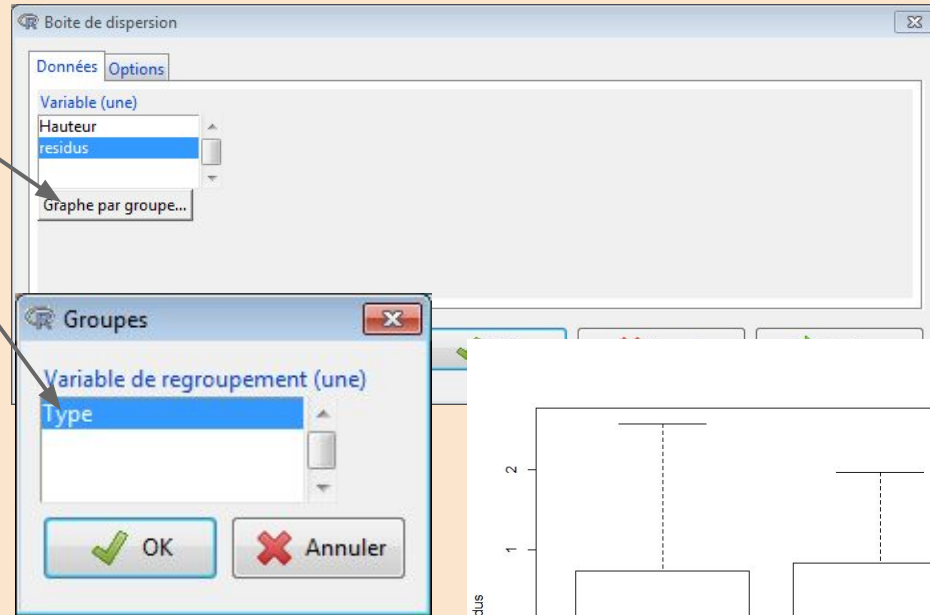 Boite de dispersion
Données Options
Variable (une)
Hauteur
residus
Graphe par groupe...
Groupes
Variable de regroupement (une)
Type
OK Annuler
2
1